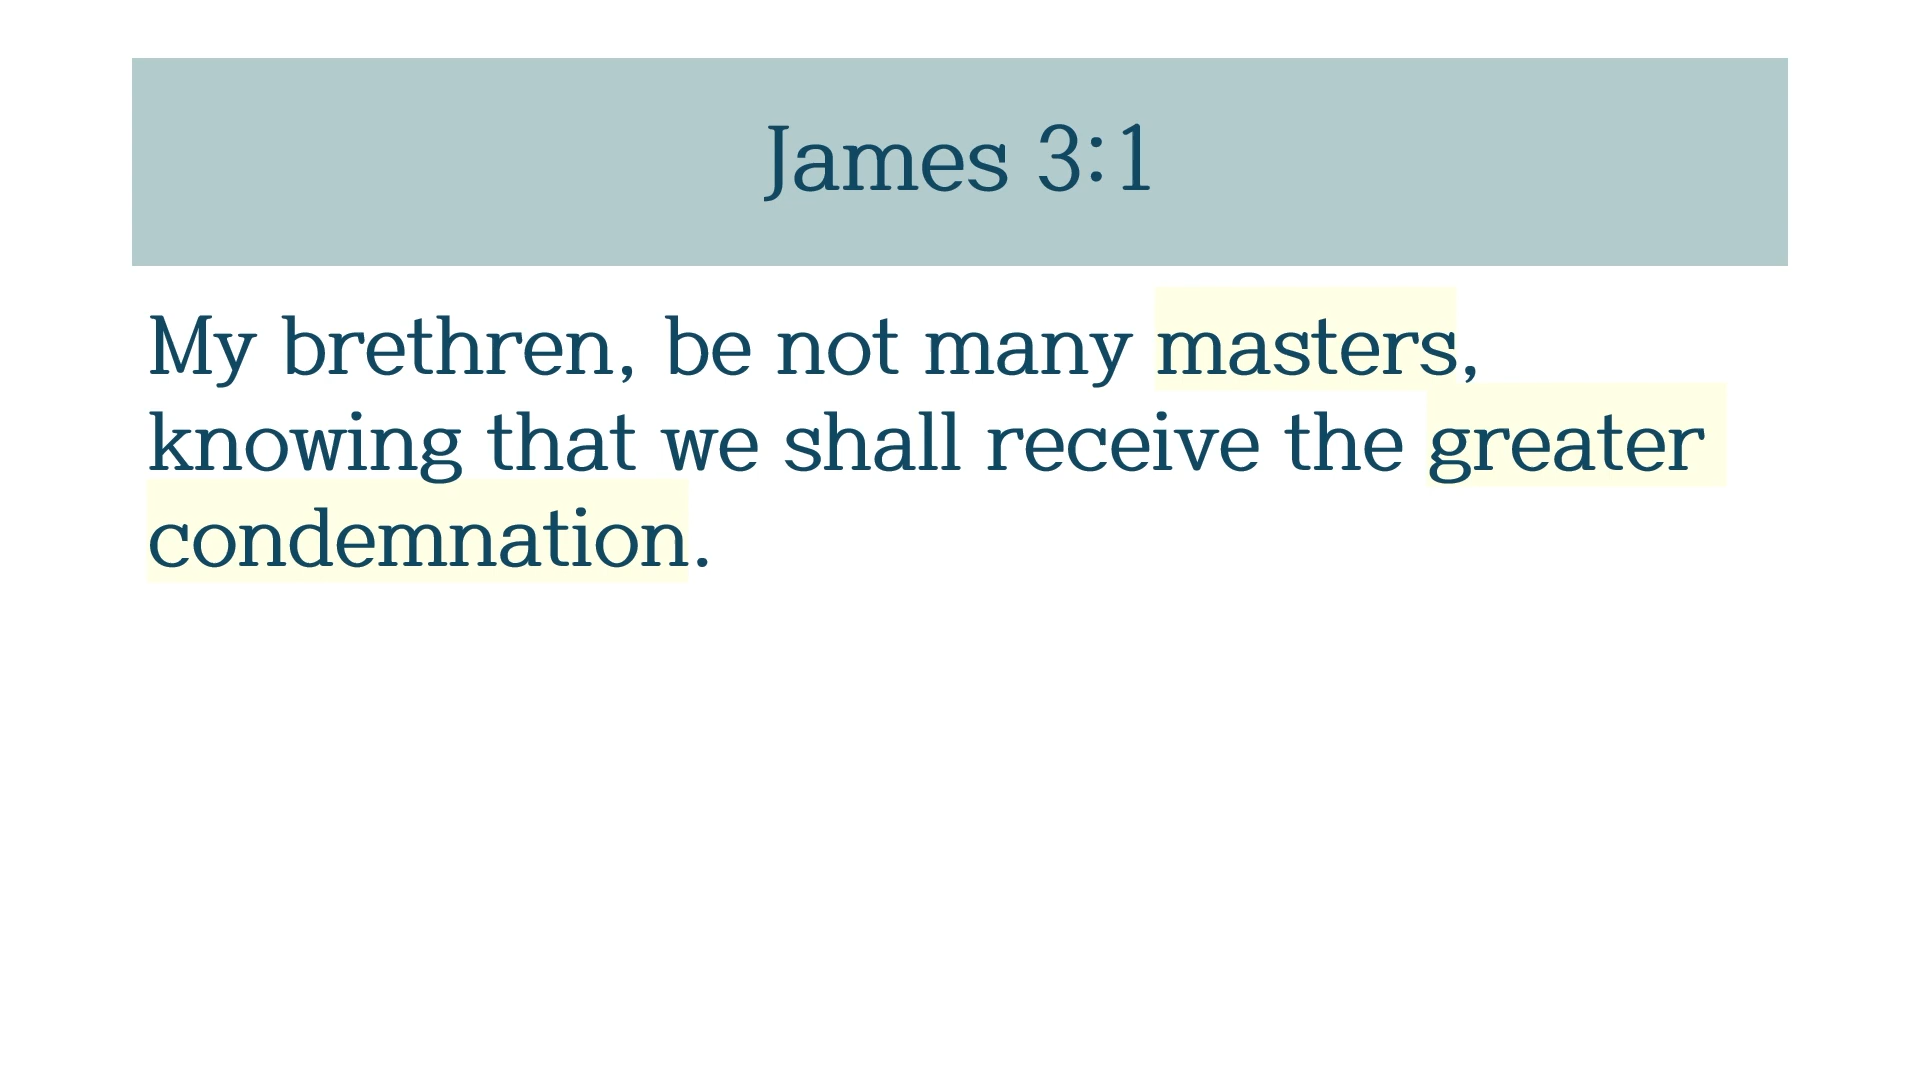 James 3:1
My brethren, be not many masters,
knowing that we shall receive the greater
condemnation.